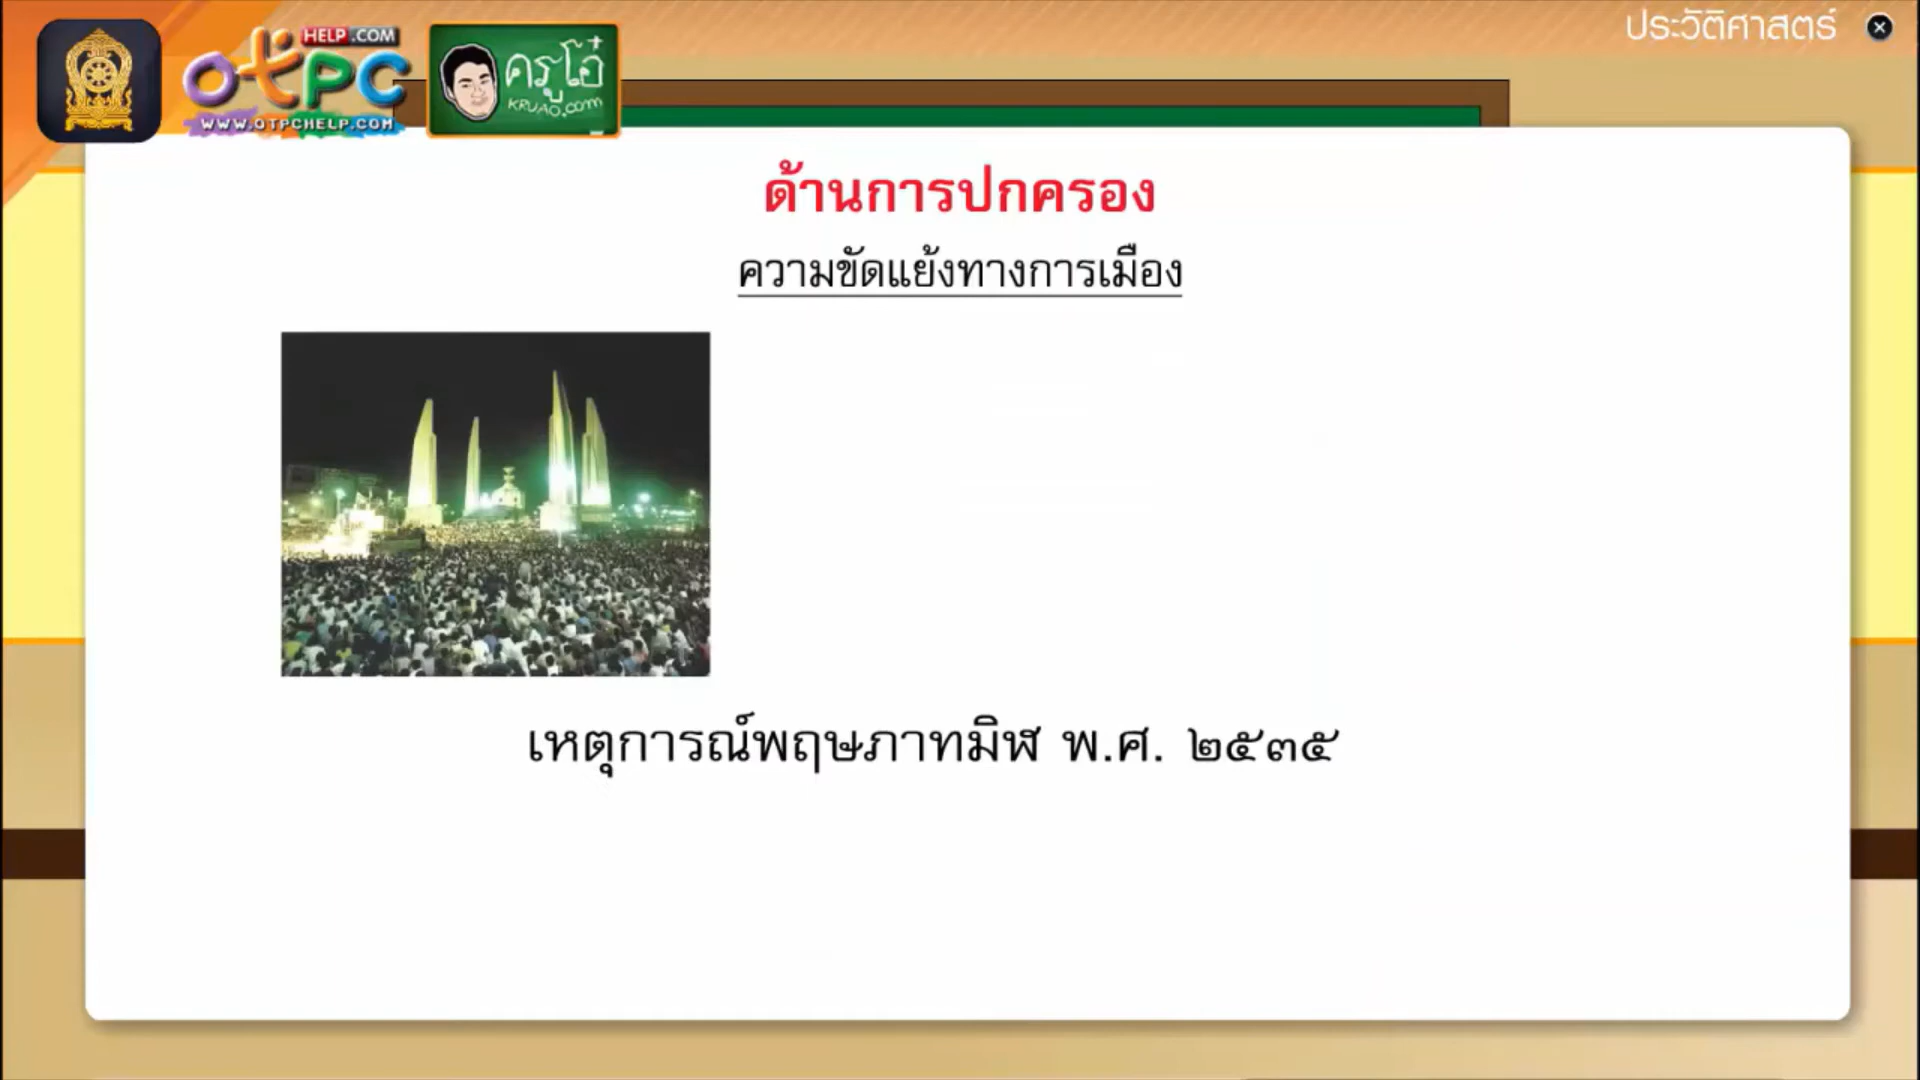 ประวัติศาสตร์
HELP.COM
OTPC
WWW.OTPCHELP.COM
ครูโอ๋
KRUAO.COM
ด้านการปกครอง
ความขัดแย้งทางการเมือง
เหตุการณ์พฤษภาทมิฬ พ.ศ. ๒๕๓๕